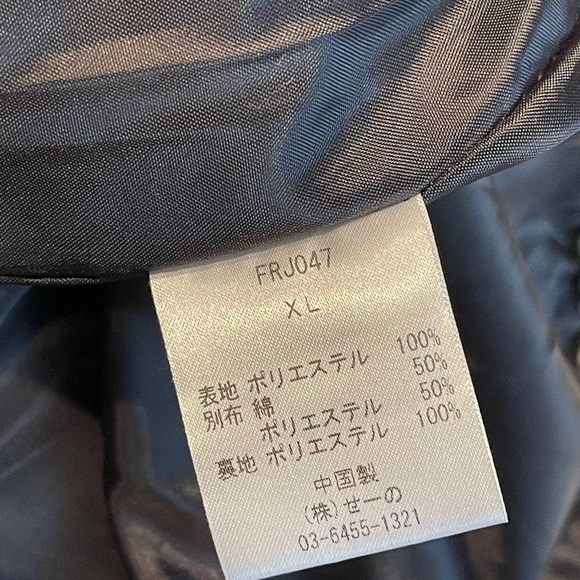 FRJ047
XL
表地 ポリエステル 100%
別布 綿 50%
ポリエステル 50%
裏地 ポリエステル 100%
中国製
(株)せーの
03-6455-1321